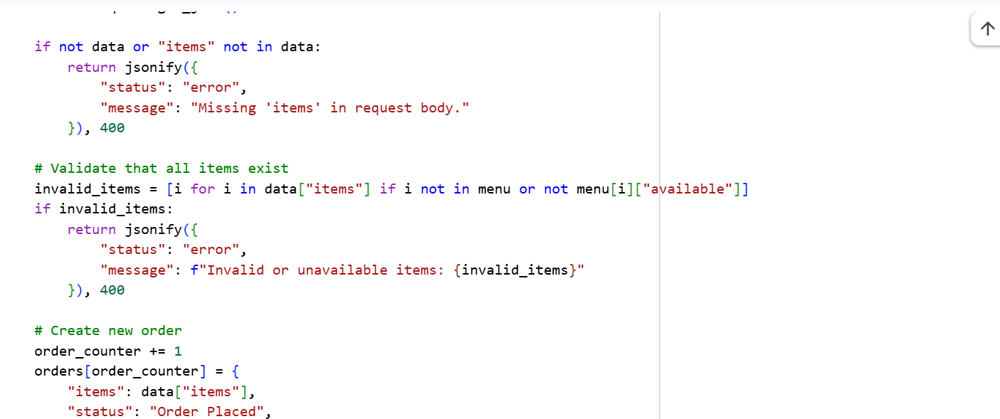 if not data or "items" not in data:
    return jsonify({
        "status": "error",
        "message": "Missing 'items' in request body."
    }), 400

# Validate that all items exist
invalid_items = [i for i in data["items"] if i not in menu or not menu[i]["available"]]
if invalid_items:
    return jsonify({
        "status": "error",
        "message": f"Invalid or unavailable items: {invalid_items}"
    }), 400

# Create new order
order_counter += 1
orders[order_counter] = {
    "items": data["items"],
    "status": "Order Placed",